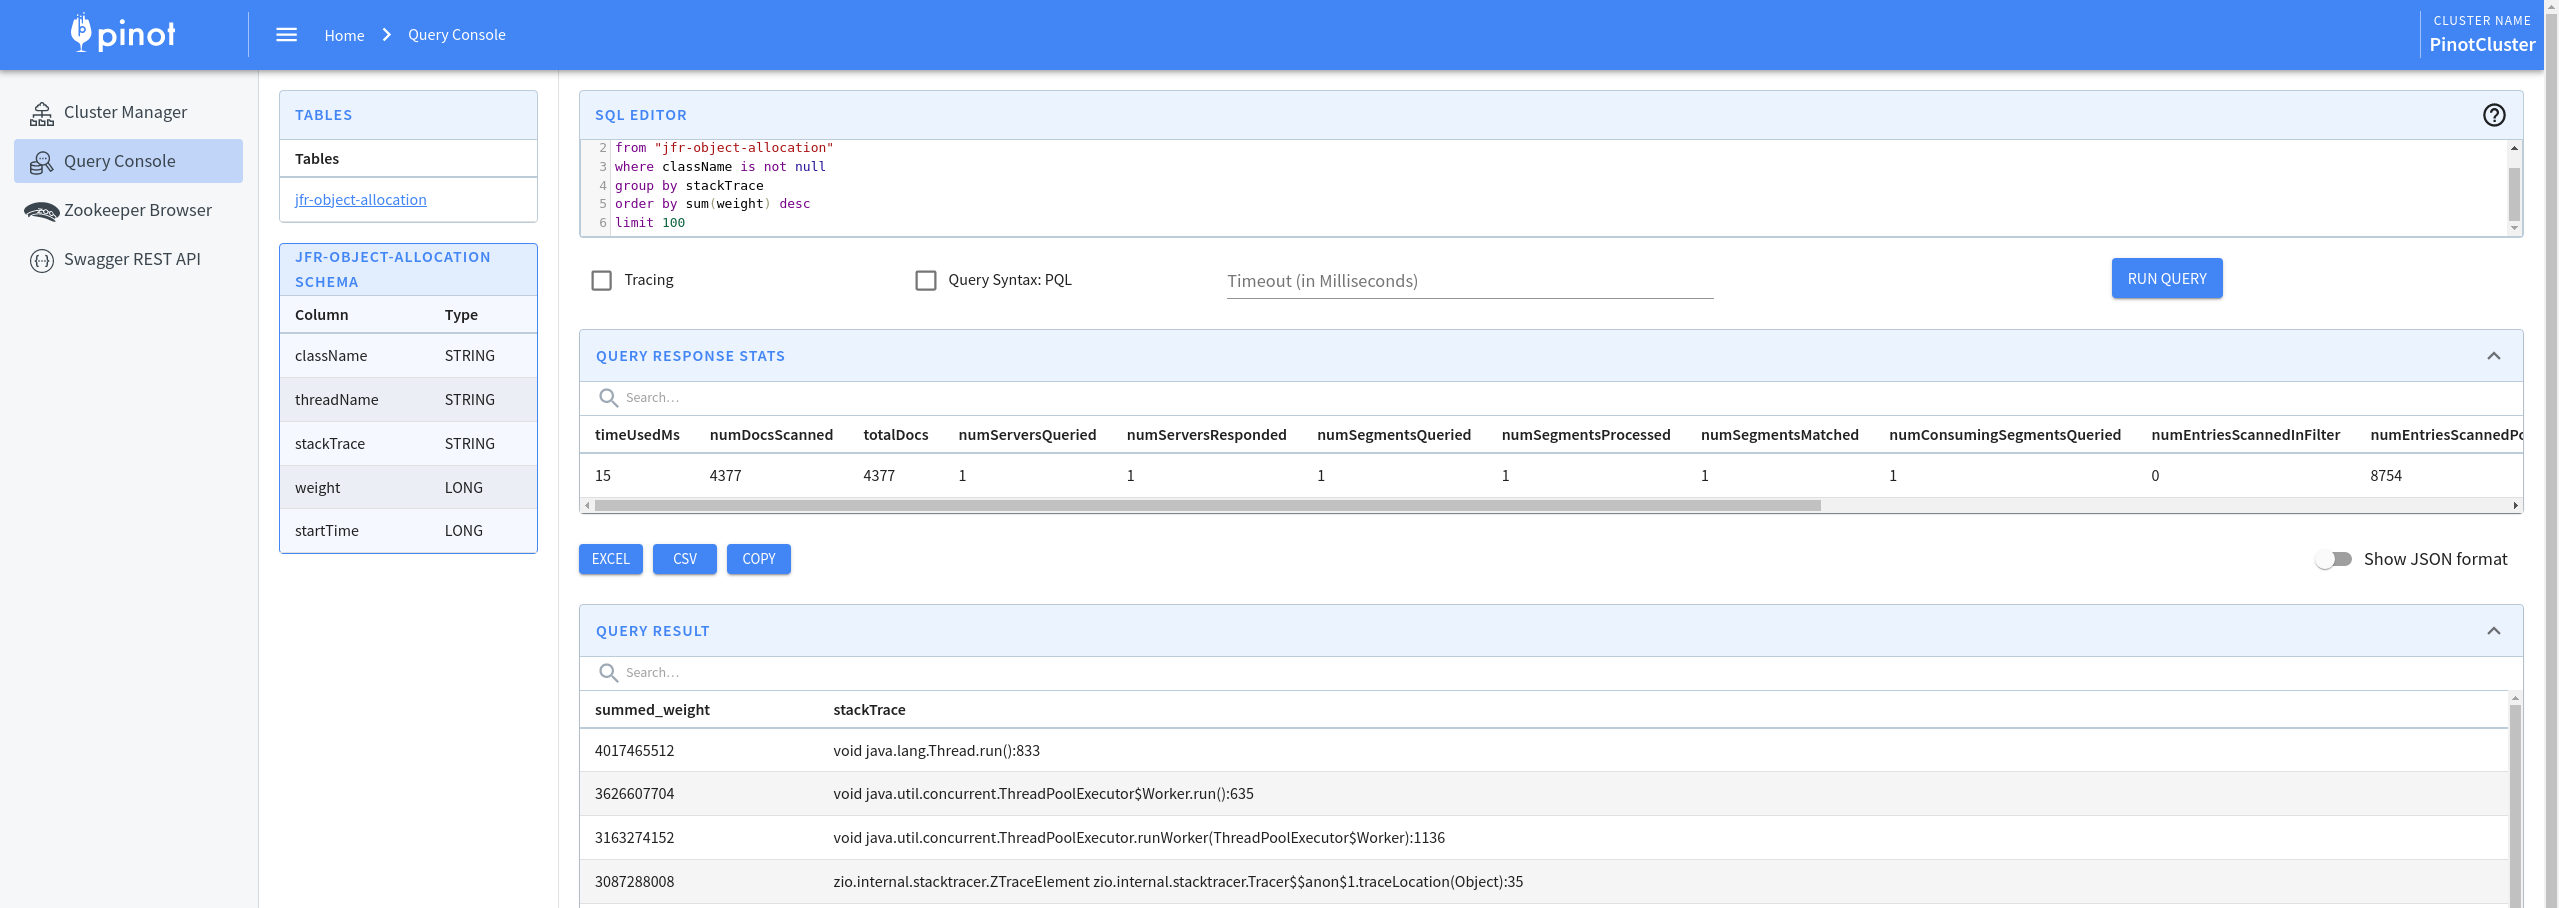 pinot
Home
Query Console
CLUSTER NAME
PinotCluster
Cluster Manager
Query Console
Zookeeper Browser
Swagger REST API
TABLES
Tables
jfr-object-allocation
JFR-OBJECT-ALLOCATION
SCHEMA
Column Type
className STRING
threadName STRING
stackTrace STRING
weight LONG
startTime LONG
SQL EDITOR
2 from "jfr-object-allocation"
3 where className is not null
4 group by stackTrace
5 order by sum(weight) desc
6 limit 100
Tracing
Query Syntax: PQL
Timeout (in Milliseconds)
RUN QUERY
QUERY RESPONSE STATS
Search...
timeUsedMs numDocsScanned totalDocs numServersQueried numServersResponded numSegmentsQueried numSegmentsProcessed numSegmentsMatched numConsumingSegmentsQueried numEntriesScannedInFilter numEntriesScannedPo
15 4377 4377 1 1 1 1 1 1 0 8754
EXCEL
CSV
COPY
Show JSON format
QUERY RESULT
Search...
summed_weight stackTrace
4017465512 void java.lang.Thread.run():833
3626607704 void java.util.concurrent.ThreadPoolExecutor$Worker.run():635
3163274152 void java.util.concurrent.ThreadPoolExecutor.runWorker(ThreadPoolExecutor$Worker):1136
3087288008 zio.internal.stacktracer.ZTraceElement zio.internal.stacktracer.Tracer$$anon$1.traceLocation(Object):35